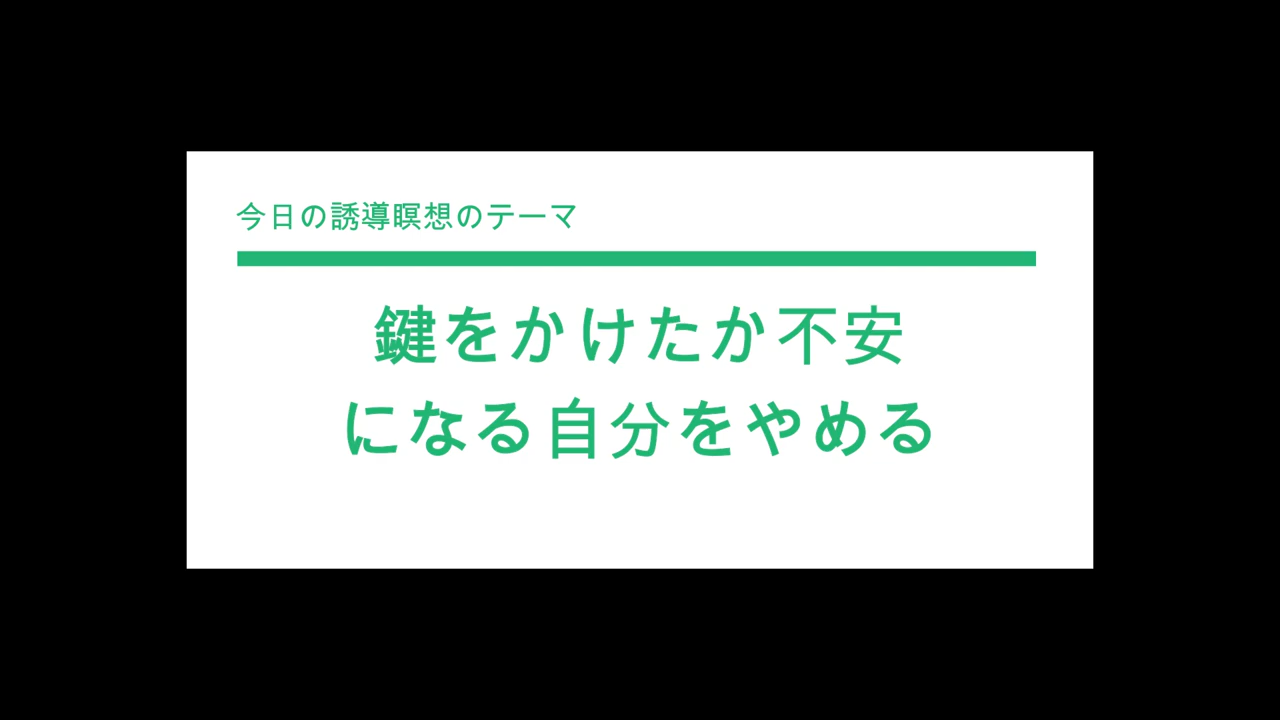 今日の誘導瞑想のテーマ
鍵をかけたか不安
になる自分をやめる